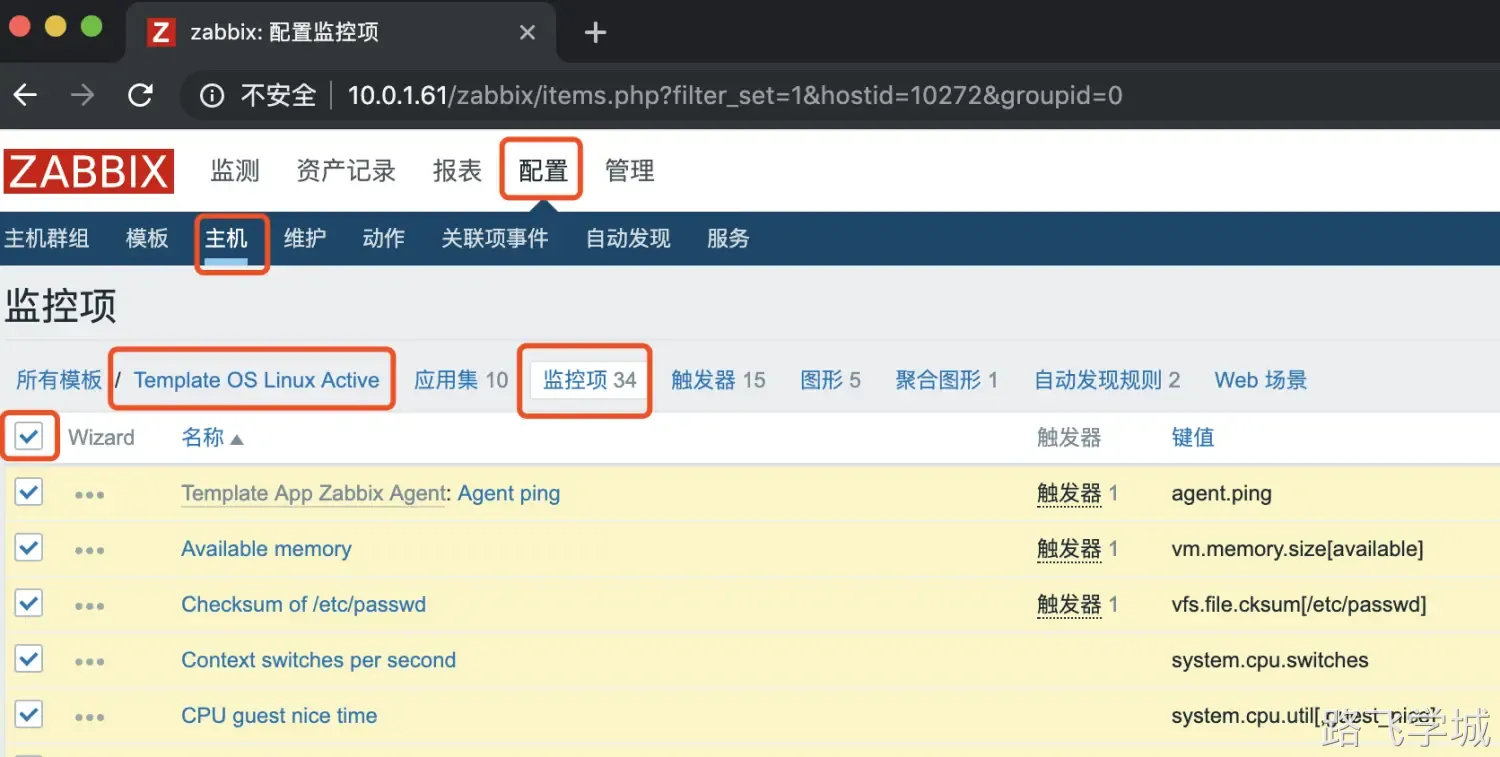 Z zabbix: 配置监控项
不安全 10.0.1.61/zabbix/items.php?filter_set=1&hostid=10272&groupid=0
ZABBIX 监测 资产记录 报表 配置 管理
主机群组 模板 主机 维护 动作 关联项事件 自动发现 服务
监控项
所有模板 / Template OS Linux Active 应用集 10 监控项 34 触发器 15 图形 5 聚合图形 1 自动发现规则 2 Web 场景
Wizard 名称 触发器 键值
Template App Zabbix Agent: Agent ping 触发器 1 agent.ping
Available memory 触发器 1 vm.memory.size[available]
Checksum of /etc/passwd 触发器 1 vfs.file.cksum[/etc/passwd]
Context switches per second system.cpu.switches
CPU guest nice time system.cpu.util[,guest_nice]
路飞学城